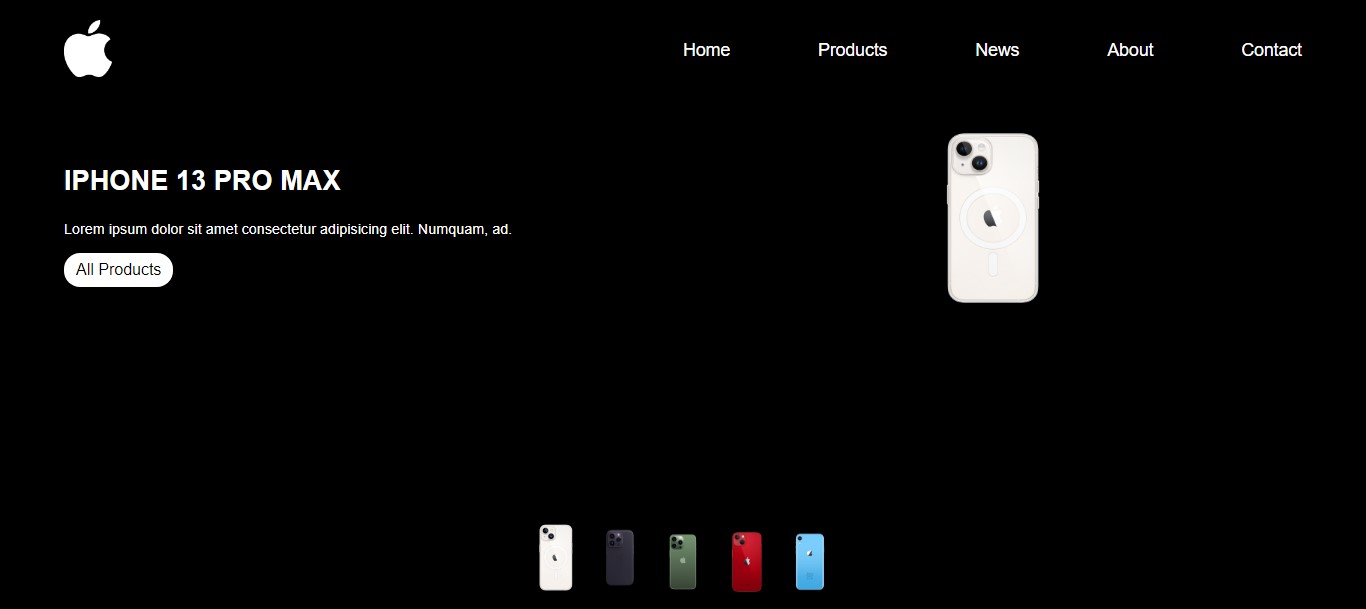 Home Products News About Contact
IPHONE 13 PRO MAX
Lorem ipsum dolor sit amet consectetur adipisicing elit. Numquam, ad.
All Products